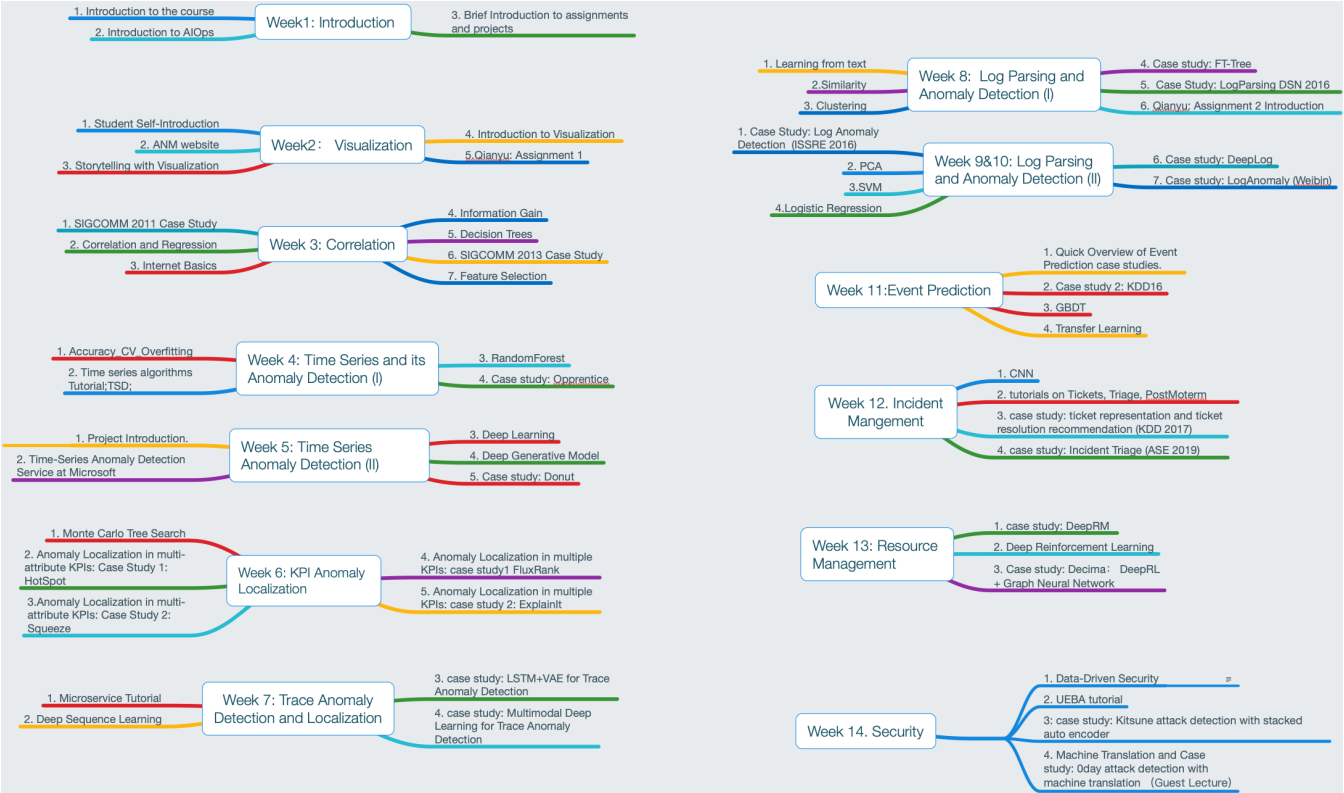 Week1: Introduction
1. Introduction to the course
2. Introduction to AIOps
3. Brief Introduction to assignments
and projects
Week2： Visualization
1. Student Self-Introduction
2. ANM website
3. Storytelling with Visualization
4. Introduction to Visualization
5.Qianyu: Assignment 1
Week 3: Correlation
1. SIGCOMM 2011 Case Study
2. Correlation and Regression
3. Internet Basics
4. Information Gain
5. Decision Trees
6. SIGCOMM 2013 Case Study
7. Feature Selection
Week 4: Time Series and its
Anomaly Detection (I)
1. Accuracy_CV_Overfitting
2. Time series algorithms
Tutorial;TSD;
3. RandomForest
4. Case study: Opprentice
Week 5: Time Series
Anomaly Detection (II)
1. Project Introduction.
2. Time-Series Anomaly Detection
Service at Microsoft
3. Deep Learning
4. Deep Generative Model
5. Case study: Donut
Week 6: KPI Anomaly
Localization
1. Monte Carlo Tree Search
2. Anomaly Localization in multi-
attribute KPIs: Case Study 1:
HotSpot
3.Anomaly Localization in multi-
attribute KPIs: Case Study 2:
Squeeze
4. Anomaly Localization in multiple
KPIs: case study1 FluxRank
5. Anomaly Localization in multiple
KPIs: case study 2: ExplainIt
Week 7: Trace Anomaly
Detection and Localization
1. Microservice Tutorial
2. Deep Sequence Learning
3. case study: LSTM+VAE for Trace
Anomaly Detection
4. case study: Multimodal Deep
Learning for Trace Anomaly
Detection
Week 8: Log Parsing and
Anomaly Detection (I)
1. Learning from text
2.Similarity
3. Clustering
4. Case study: FT-Tree
5. Case Study: LogParsing DSN 2016
6. Qianyu: Assignment 2 Introduction
Week 9&10: Log Parsing
and Anomaly Detection (II)
1. Case Study: Log Anomaly
Detection (ISSRE 2016)
2. PCA
3.SVM
4.Logistic Regression
6. Case study: DeepLog
7. Case study: LogAnomaly (Weibin)
Week 11:Event Prediction
1. Quick Overview of Event
Prediction case studies.
2. Case study 2: KDD16
3. GBDT
4. Transfer Learning
Week 12. Incident
Mangement
1. CNN
2. tutorials on Tickets, Triage, PostMoterm
3. case study: ticket representation and ticket
resolution recommendation (KDD 2017)
4. case study: Incident Triage (ASE 2019)
Week 13: Resource
Management
1. case study: DeepRM
2. Deep Reinforcement Learning
3. Case study: Decima： DeepRL
+ Graph Neural Network
Week 14. Security
1. Data-Driven Security
2. UEBA tutorial
3: case study: Kitsune attack detection with stacked
auto encoder
4. Machine Translation and Case
study: 0day attack detection with
machine translation （Guest Lecture）